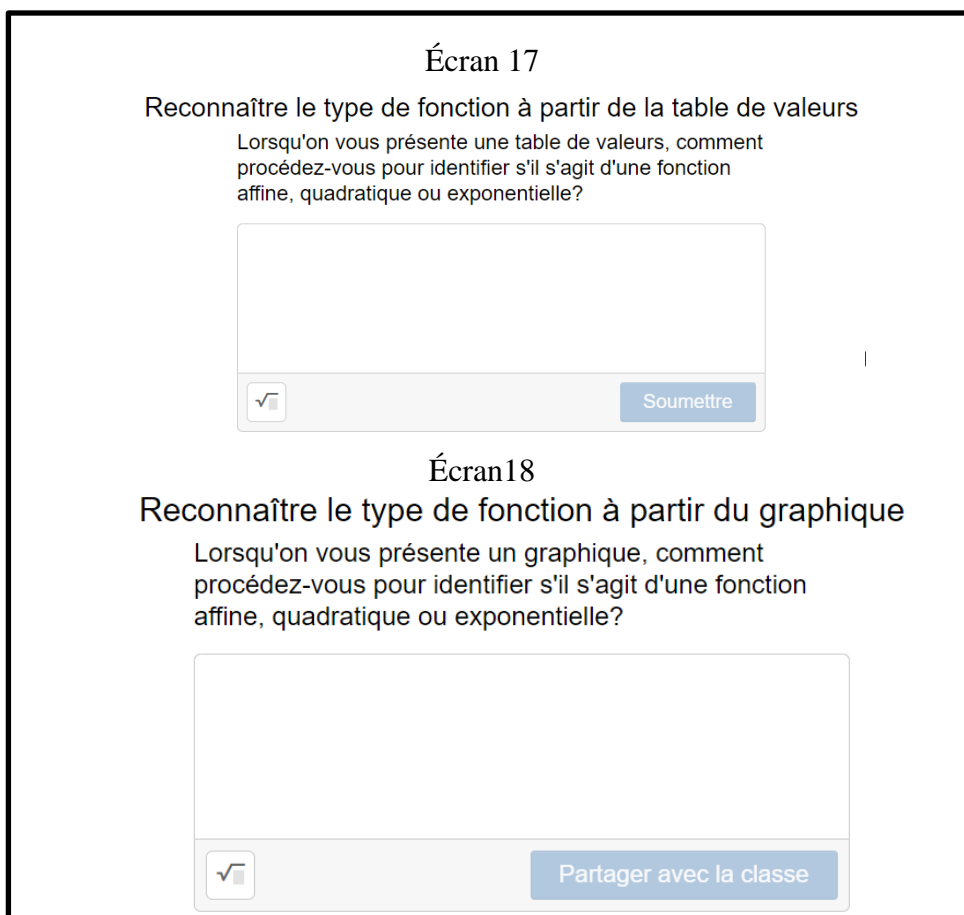 Écran 17
Reconnaître le type de fonction à partir de la table de valeurs
Lorsqu'on vous présente une table de valeurs, comment
procédez-vous pour identifier s'il s'agit d'une fonction
affine, quadratique ou exponentielle?
√
Soumettre
Écran18
Reconnaître le type de fonction à partir du graphique
Lorsqu'on vous présente un graphique, comment
procédez-vous pour identifier s'il s'agit d'une fonction
affine, quadratique ou exponentielle?
√
Partager avec la classe